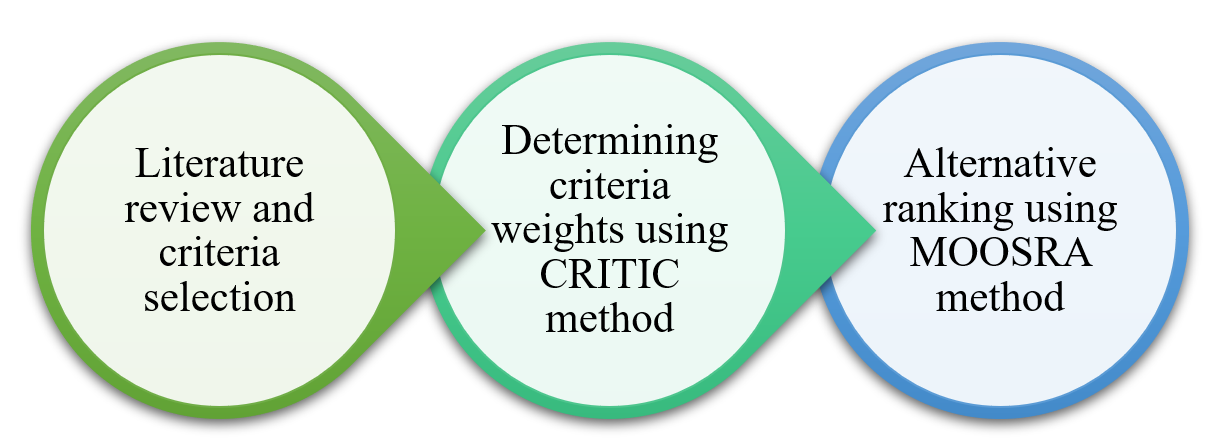 Literature
review and
criteria
selection
Determining
criteria
weights using
CRITIC
method
Alternative
ranking using
MOOSRA
method